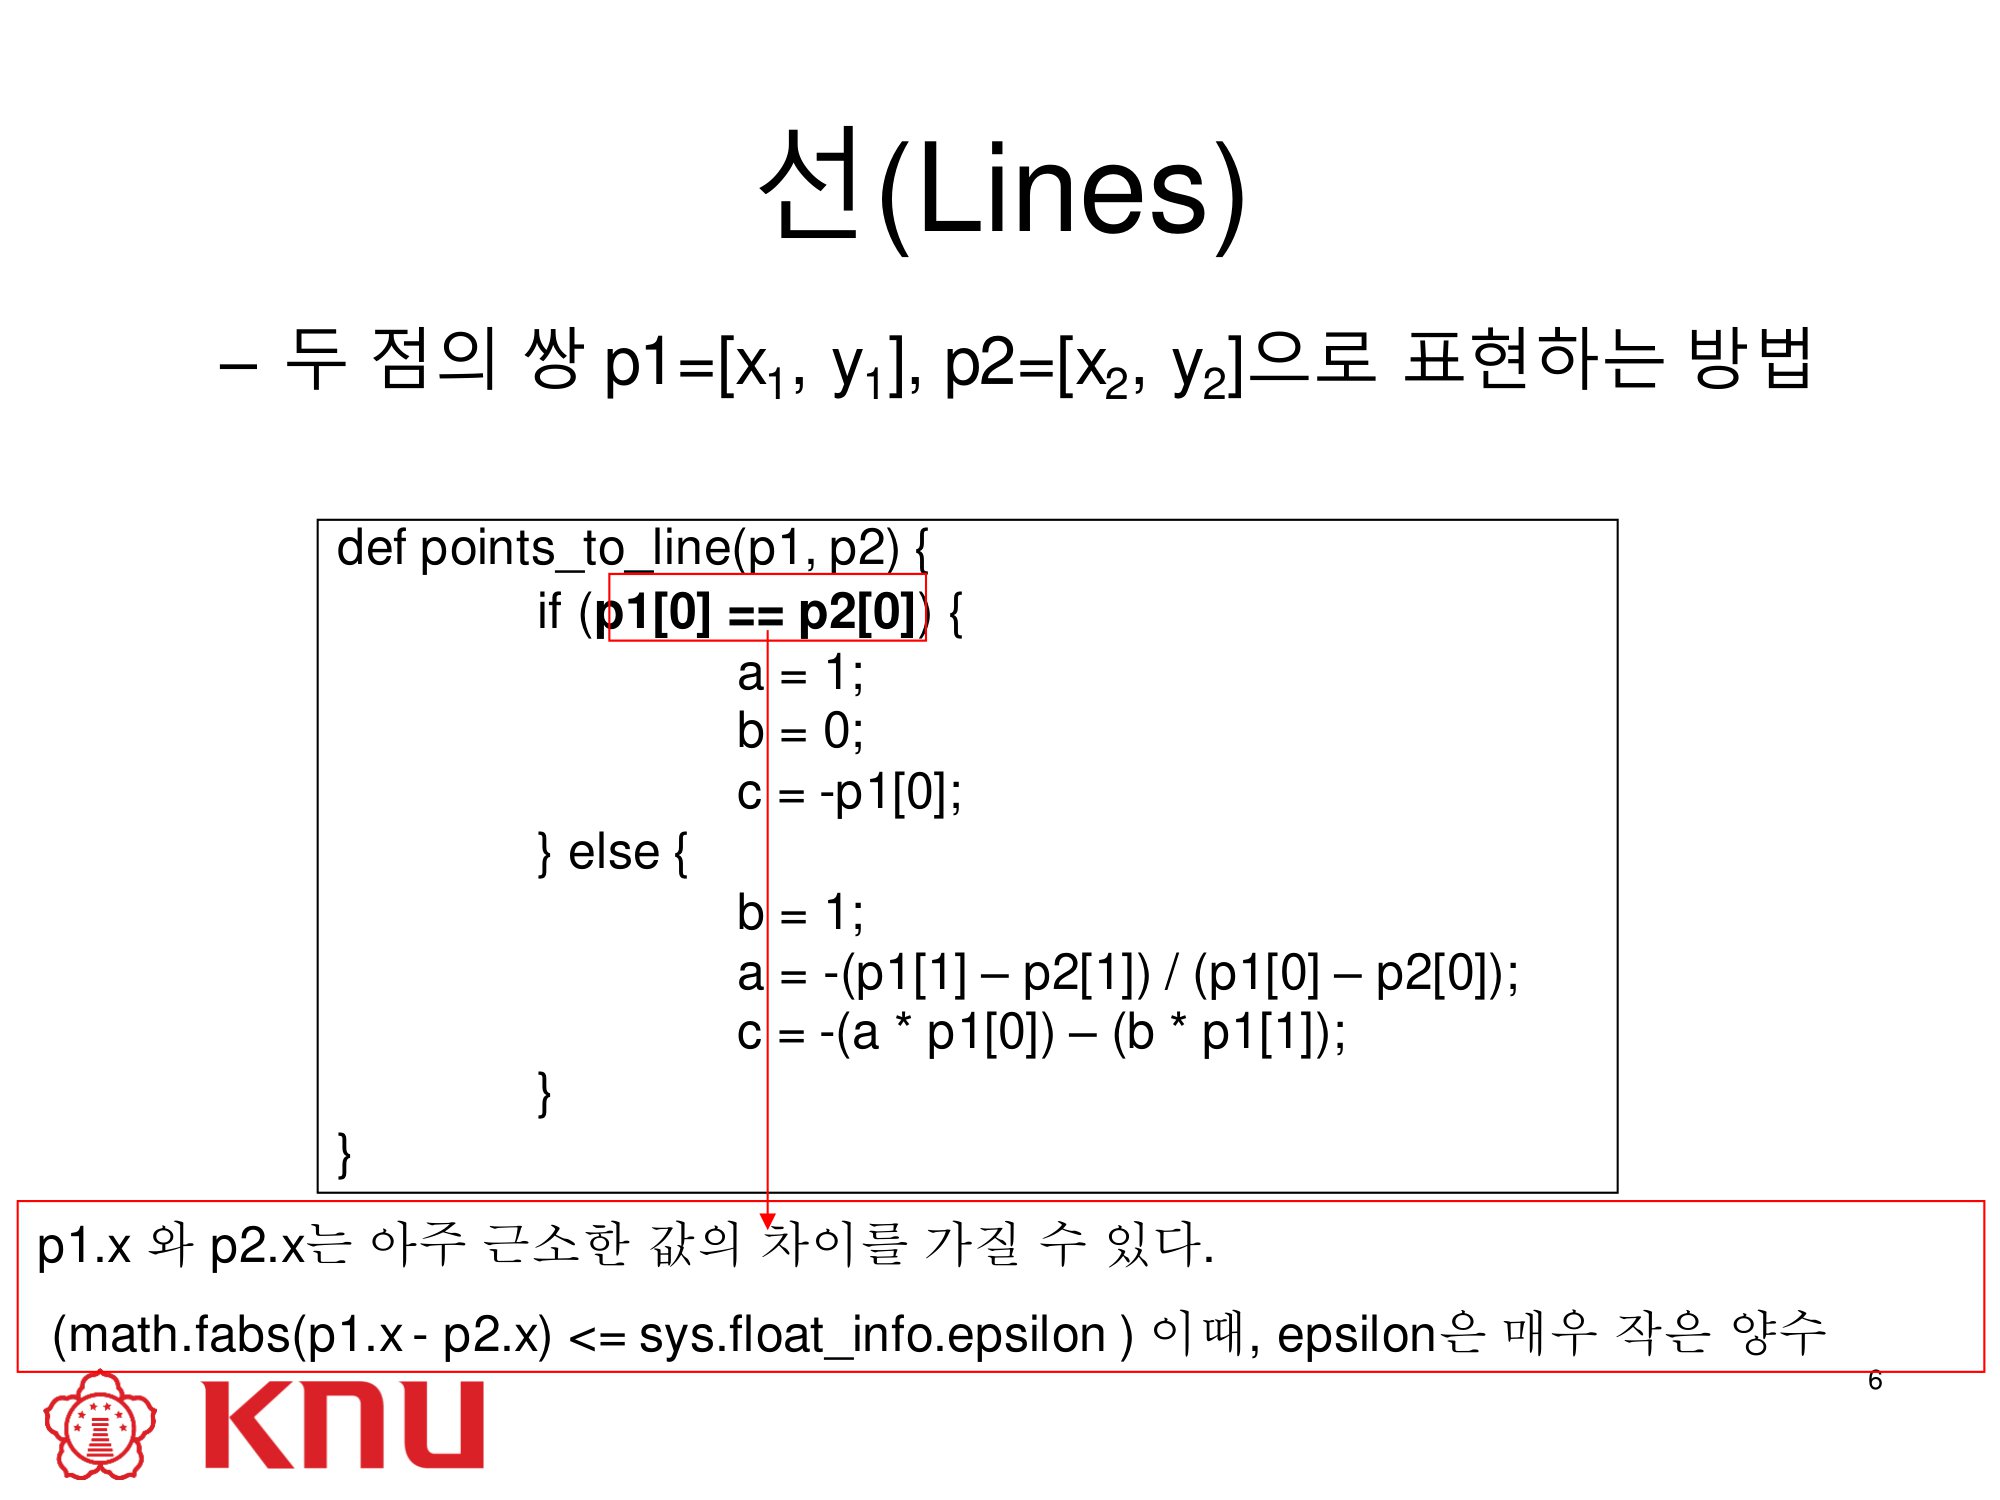 선(Lines)
– 두 점의 쌍 p1=[x₁, y₁], p2=[x₂, y₂]으로 표현하는 방법
def points_to_line(p1, p2) {
if (p1[0] == p2[0]) {
a = 1;
b = 0;
c = -p1[0];
} else {
b = 1;
a = -(p1[1] – p2[1]) / (p1[0] – p2[0]);
c = -(a * p1[0]) – (b * p1[1]);
}
}
p1.x 와 p2.x는 아주 근소한 값의 차이를 가질 수 있다.
(math.fabs(p1.x - p2.x) <= sys.float_info.epsilon ) 이때, epsilon은 매우 작은 양수
6
KNU